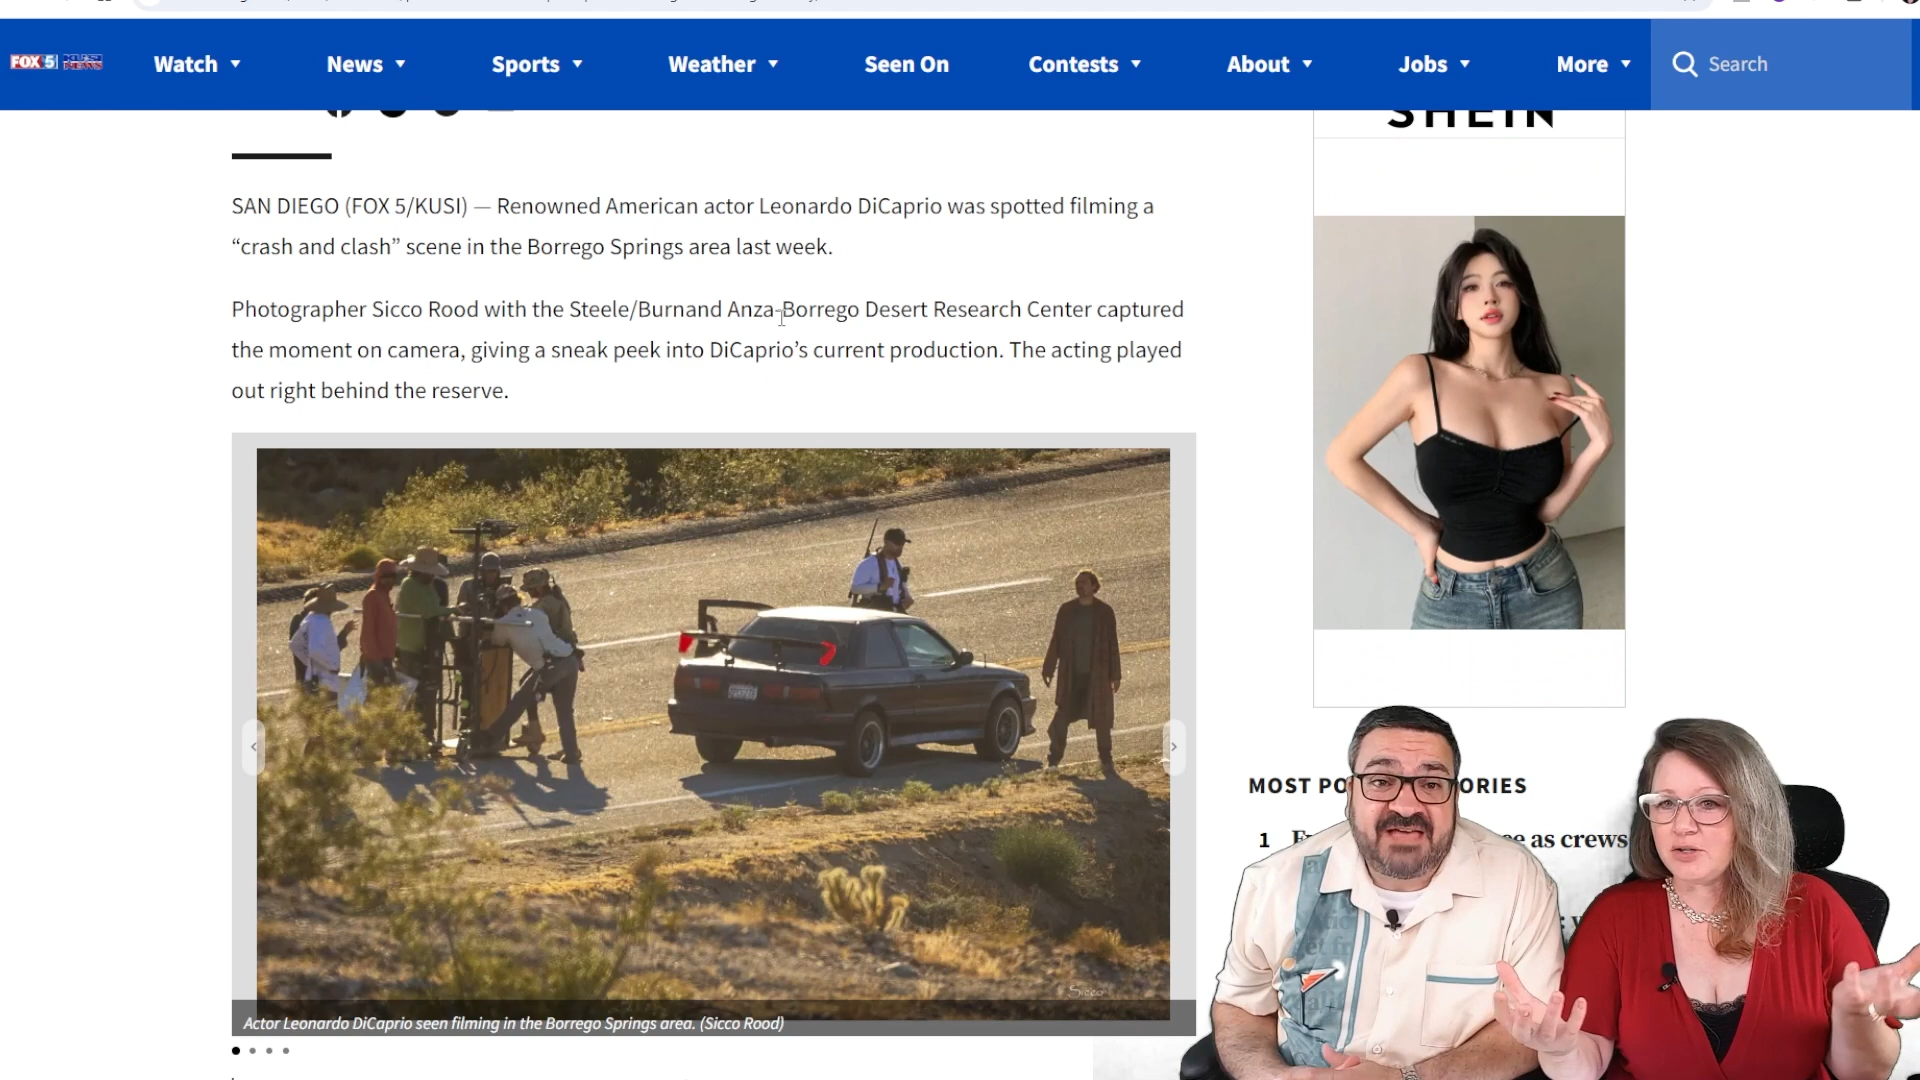 FOX 5 KUSI NEWS
Watch News Sports Weather Seen On Contests About Jobs More Search
SHEIN
SAN DIEGO (FOX 5/KUSI) — Renowned American actor Leonardo DiCaprio was spotted filming a
“crash and clash” scene in the Borrego Springs area last week.
Photographer Sicco Rood with the Steele/Burnand Anza-Borrego Desert Research Center captured
the moment on camera, giving a sneak peek into DiCaprio’s current production. The acting played
out right behind the reserve.
Sicco
Actor Leonardo DiCaprio seen filming in the Borrego Springs area. (Sicco Rood)
MOST PO ORIES
1 as crews